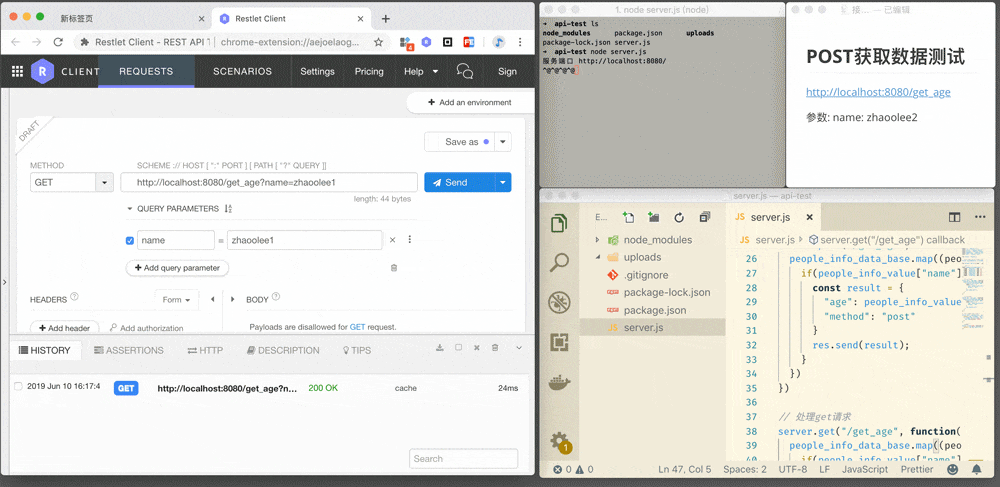 新标签页
Restlet Client
Restlet Client - REST API T
chrome-extension://aejoelaog...
4
CLIENT
REQUESTS
SCENARIOS
Settings
Pricing
Help
Sign
Add an environment
DRAFT
Save as
METHOD
SCHEME :// HOST [ ":" PORT ] [ PATH [ "?" QUERY ]]
GET
http://localhost:8080/get_age?name=zhaoolee1
Send
length: 44 bytes
QUERY PARAMETERS
name
=
zhaoolee1
Add query parameter
HEADERS
Form
BODY
Add header
Add authorization
Payloads are disallowed for GET request.
HISTORY
ASSERTIONS
HTTP
DESCRIPTION
TIPS
2019 Jun 10 16:17:4
GET
http://localhost:8080/get_age?n...
200 OK
cache
24ms
Search
1. node server.js (node)
➜ api-test ls
node_modules package.json uploads
package-lock.json server.js
➜ api-test node server.js
服务端口 http://localhost:8080/
^@^@^@^@
接... — 已编辑
POST获取数据测试
http://localhost:8080/get_age
参数: name: zhaoolee2
server.js — api-test
E...
node_modules
uploads
.gitignore
package-lock.json
package.json
server.js
1
JS server.js
JS server.js › server.get("/get_age") callback
26 people_info_data_base.map((peo
27 if(people_info_value["name"]
28 const result = {
29 "age": people_info_value
30 "method": "post"
31 }
32 res.send(result);
33 }
34 })
35 })
36
37 // 处理get请求
38 server.get("/get_age", function(
39 people_info_data_base.map((peo
40 if(people_info_value["name"]
0 0
Ln 47, Col 5
Spaces: 2
UTF-8
LF
JavaScript
Prettier